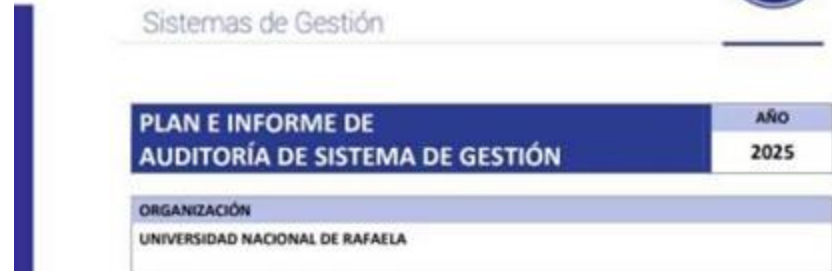 Sistemas de Gestión
PLAN E INFORME DE
AUDITORÍA DE SISTEMA DE GESTIÓN
AÑO
2025
ORGANIZACIÓN
UNIVERSIDAD NACIONAL DE RAFAELA